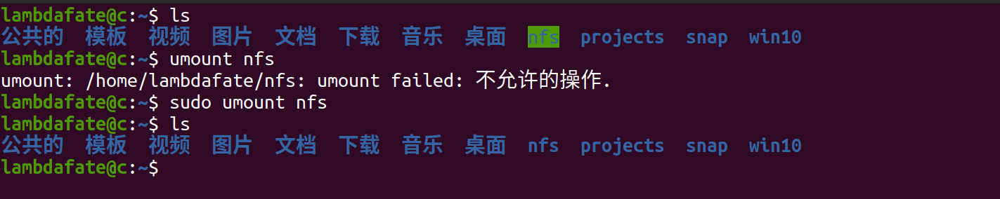 lambdafate@c:~$ ls
公共的 模板 视频 图片 文档 下载 音乐 桌面 nfs projects snap win10
lambdafate@c:~$ umount nfs
umount: /home/lambdafate/nfs: umount failed: 不允许的操作.
lambdafate@c:~$ sudo umount nfs
lambdafate@c:~$ ls
公共的 模板 视频 图片 文档 下载 音乐 桌面 nfs projects snap win10
lambdafate@c:~$